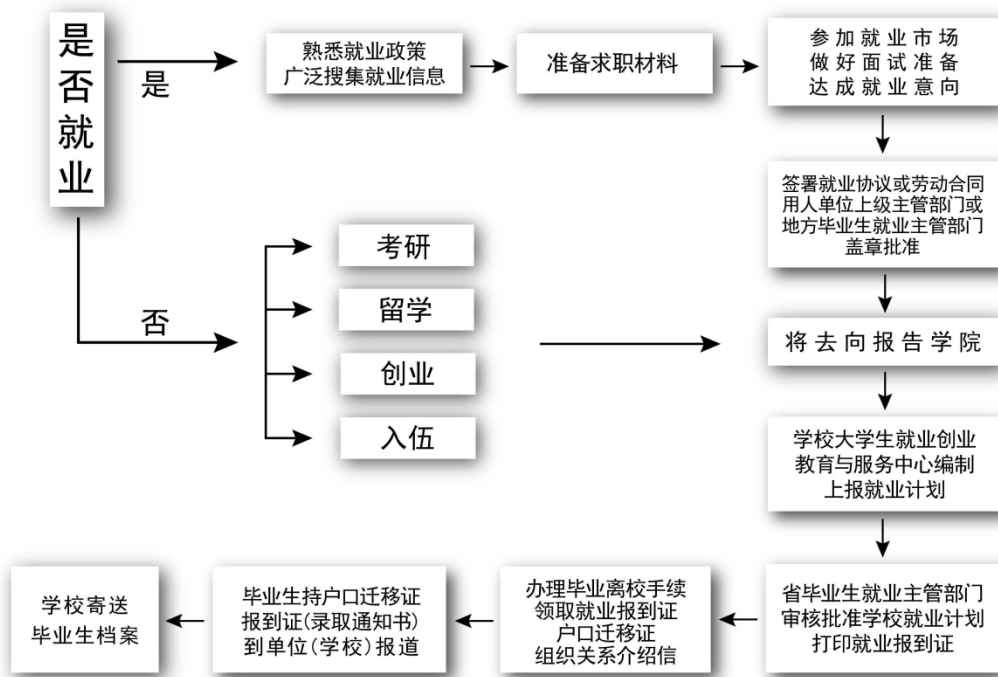 是否就业
是
熟悉就业政策
广泛搜集就业信息
准备求职材料
参加就业市场
做好面试准备
达成就业意向
签署就业协议或劳动合同
用人单位上级主管部门或
地方毕业生就业主管部门
盖章批准
否
考研
留学
创业
入伍
将去向报告学院
学校大学生就业创业
教育与服务中心编制
上报就业计划
省毕业生就业主管部门
审核批准学校就业计划
打印就业报到证
办理毕业离校手续
领取就业报到证
户口迁移证
组织关系介绍信
毕业生持户口迁移证
报到证(录取通知书)
到单位(学校)报道
学校寄送
毕业生档案